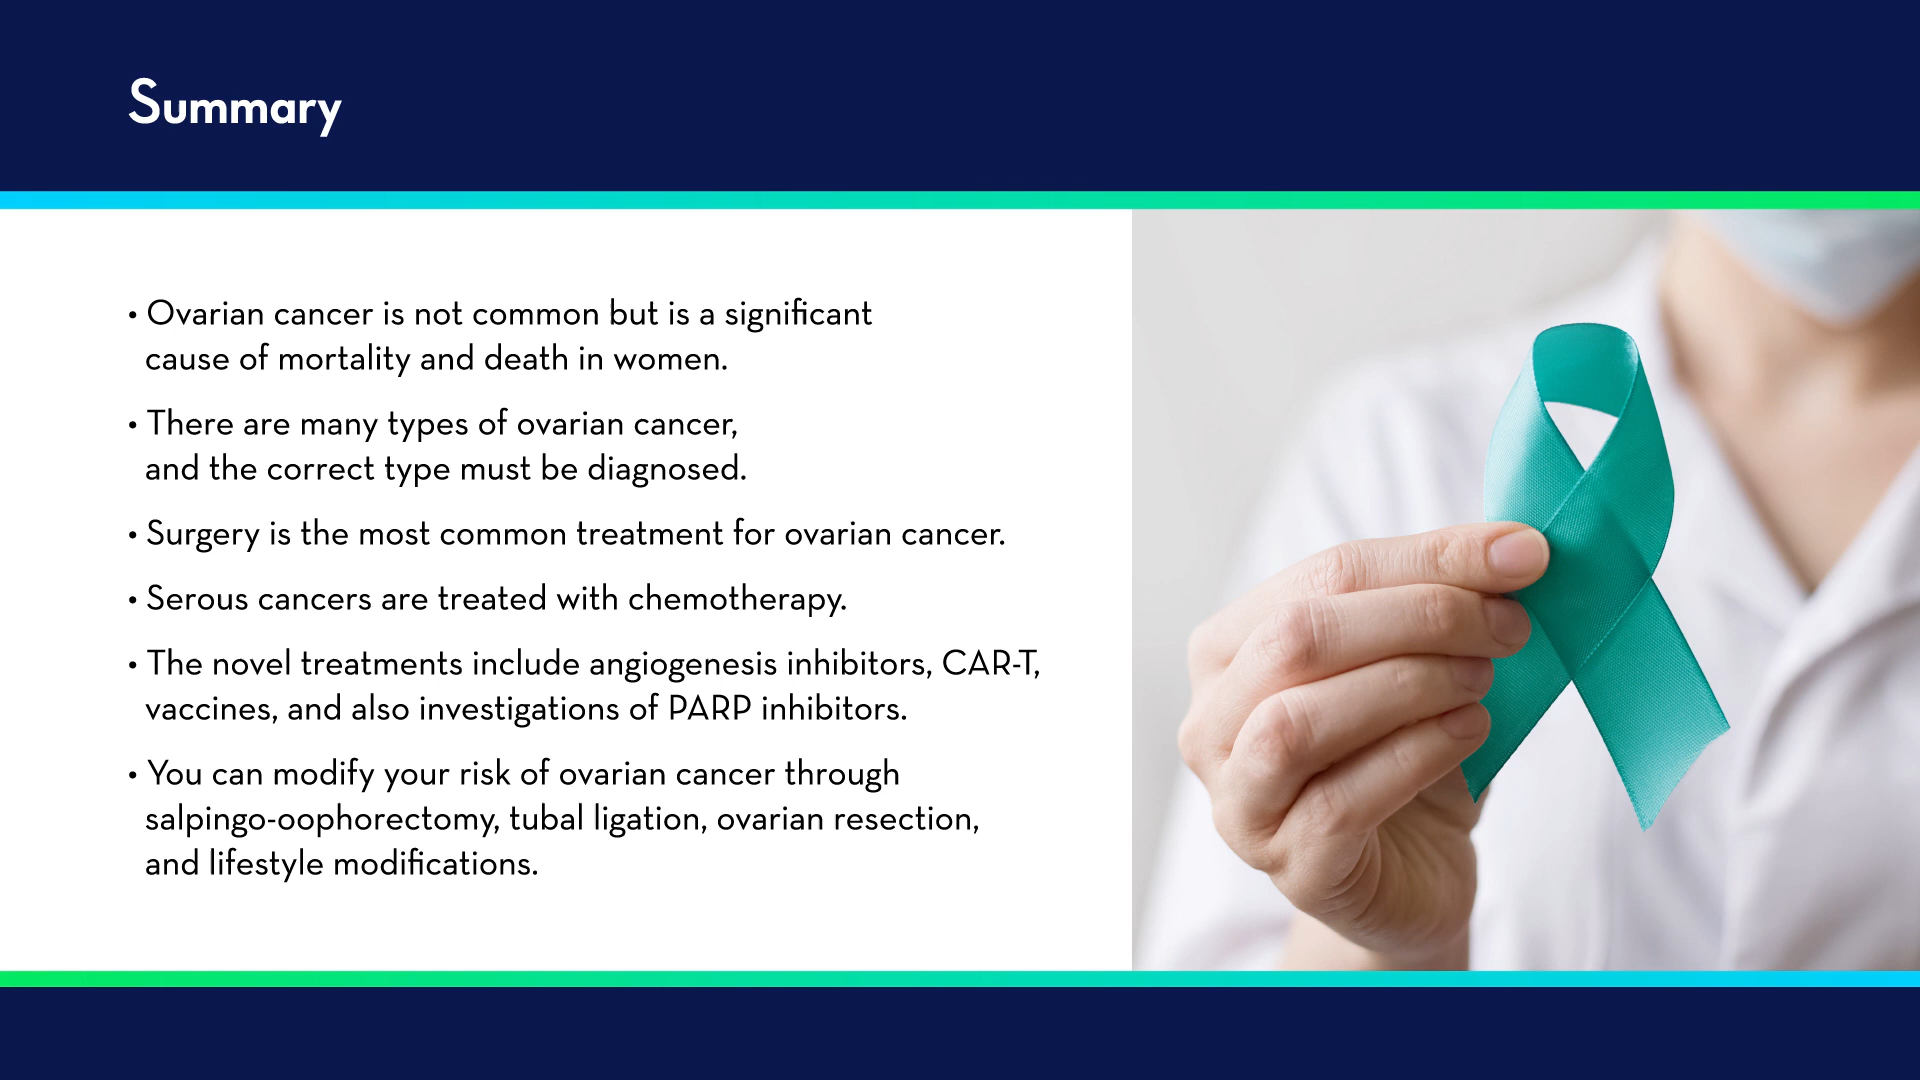 Summary
• Ovarian cancer is not common but is a significant
cause of mortality and death in women.
• There are many types of ovarian cancer,
and the correct type must be diagnosed.
• Surgery is the most common treatment for ovarian cancer.
• Serous cancers are treated with chemotherapy.
• The novel treatments include angiogenesis inhibitors, CAR-T,
vaccines, and also investigations of PARP inhibitors.
• You can modify your risk of ovarian cancer through
salpingo-oophorectomy, tubal ligation, ovarian resection,
and lifestyle modifications.